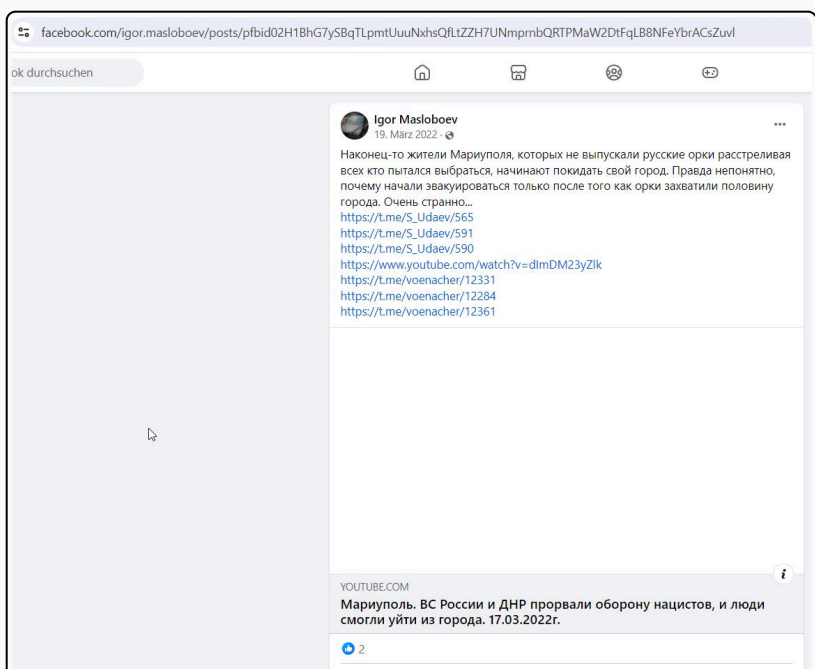 facebook.com/igor.masloboev/posts/pfbid02H1BhG7ySBqTLpmtUuuNxhsQfLtZZH7UNmprnbQRTPMaW2DtFqLB8NFeYbrACsZuvl
ok durchsuchen
Igor Masloboev
19. März 2022 ·
Наконец-то жители Мариуполя, которых не выпускали русские орки расстреливая
всех кто пытался выбраться, начинают покидать свой город. Правда непонятно,
почему начали эвакуироваться только после того как орки захватили половину
города. Очень странно...
https://t.me/S_Udaev/565
https://t.me/S_Udaev/591
https://t.me/S_Udaev/590
https://www.youtube.com/watch?v=dImDM23yZlk
https://t.me/voenacher/12331
https://t.me/voenacher/12284
https://t.me/voenacher/12361
YOUTUBE.COM
Мариуполь. ВС России и ДНР прорвали оборону нацистов, и люди
смогли уйти из города. 17.03.2022г.
2